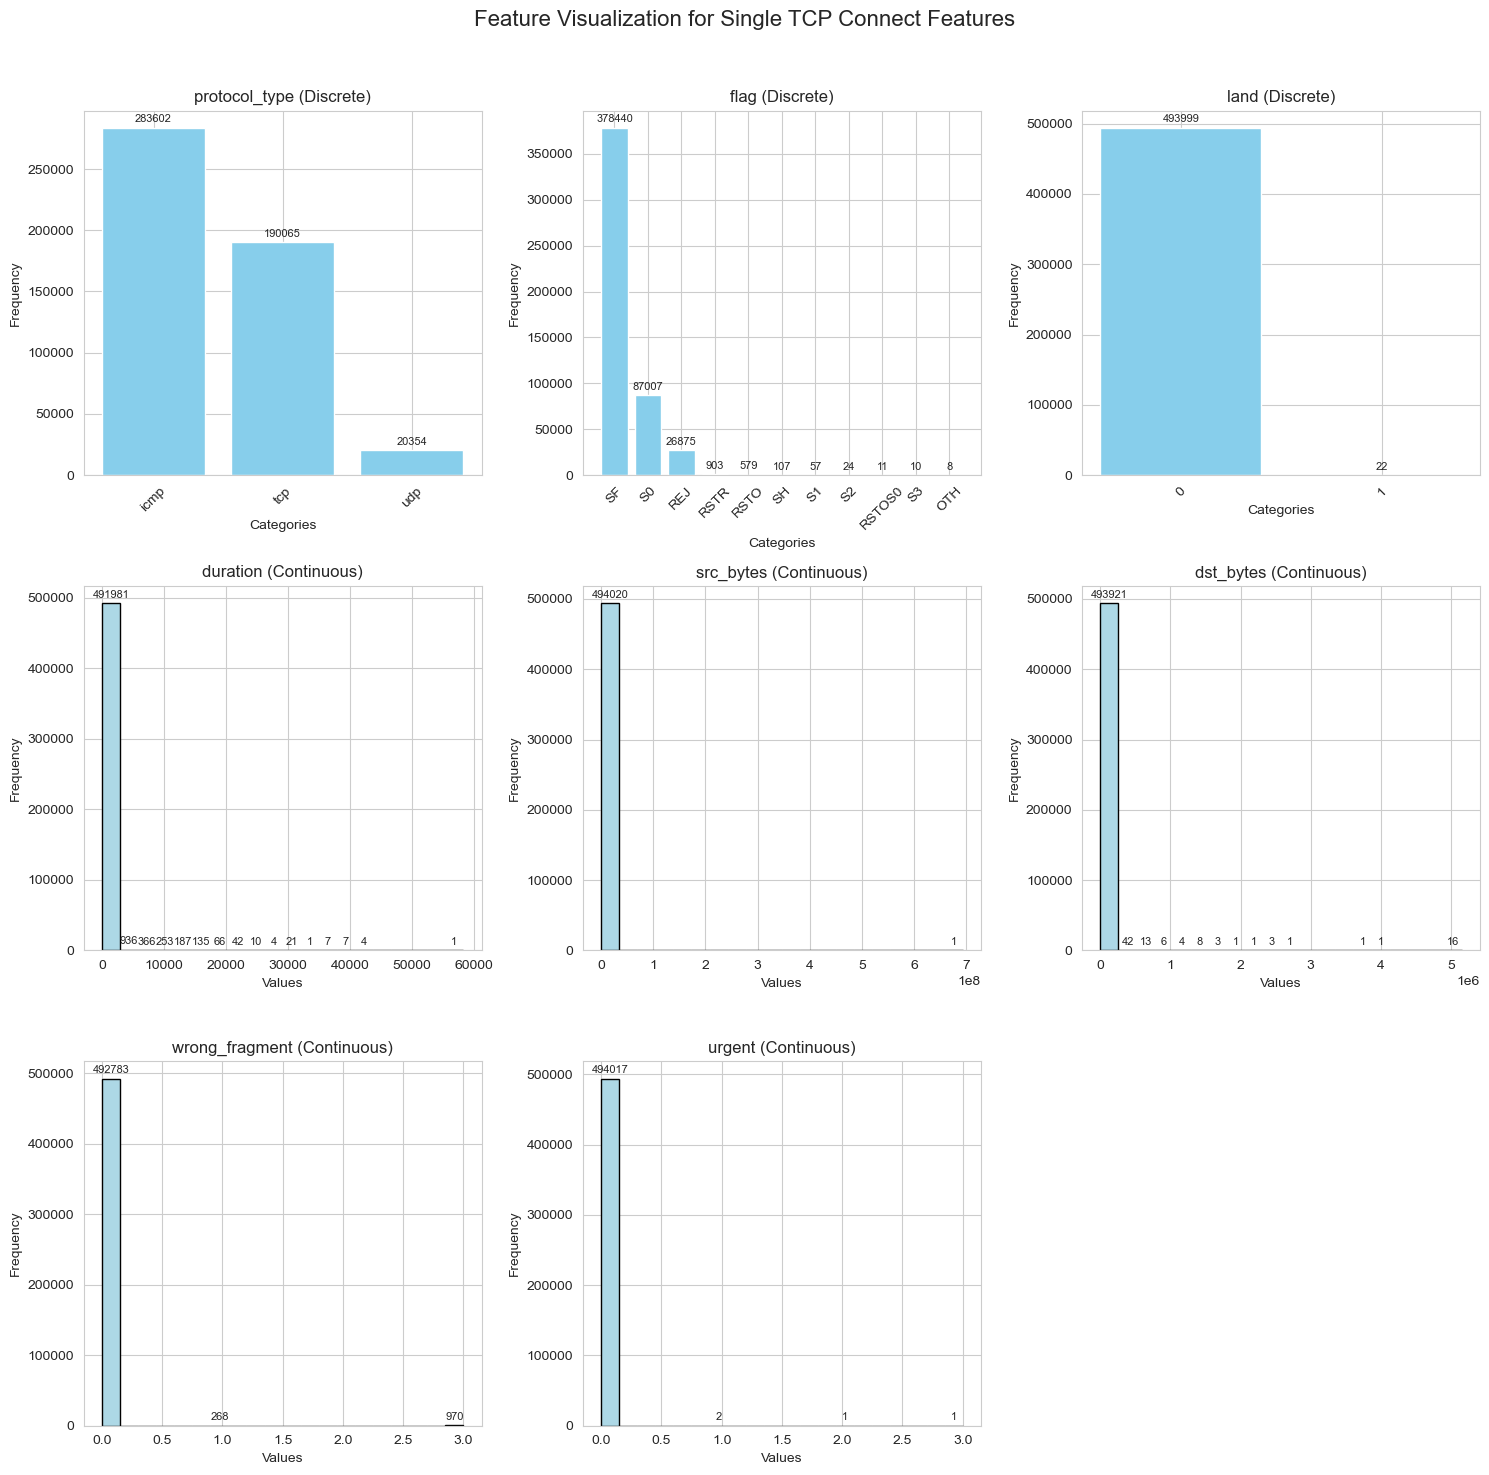 Feature Visualization for Single TCP Connect Features
protocol_type (Discrete)
283602
190065
20354
250000
200000
150000
100000
50000
0
Frequency
icmp
tcp
udp
Categories
flag (Discrete)
378440
87007
26875
903
579
107
57
24
11
10
8
350000
300000
250000
200000
150000
100000
50000
0
Frequency
SF
S0
REJ
RSTR
RSTO
SH
S1
S2
RSTOS0
S3
OTH
Categories
land (Discrete)
493999
22
500000
400000
300000
200000
100000
0
Frequency
0
1
Categories
duration (Continuous)
491981
936 366 253 187 135 66 42 10 4 21 1 7 7 4 1
500000
400000
300000
200000
100000
0
Frequency
0 10000 20000 30000 40000 50000 60000
Values
src_bytes (Continuous)
494020
1
500000
400000
300000
200000
100000
0
Frequency
0 1 2 3 4 5 6 7
1e8
Values
dst_bytes (Continuous)
493921
42 13 6 4 8 3 1 1 3 1 1 1 16
500000
400000
300000
200000
100000
0
Frequency
0 1 2 3 4 5
1e6
Values
wrong_fragment (Continuous)
492783
268 970
500000
400000
300000
200000
100000
0
Frequency
0.0 0.5 1.0 1.5 2.0 2.5 3.0
Values
urgent (Continuous)
494017
2 1 1
500000
400000
300000
200000
100000
0
Frequency
0.0 0.5 1.0 1.5 2.0 2.5 3.0
Values